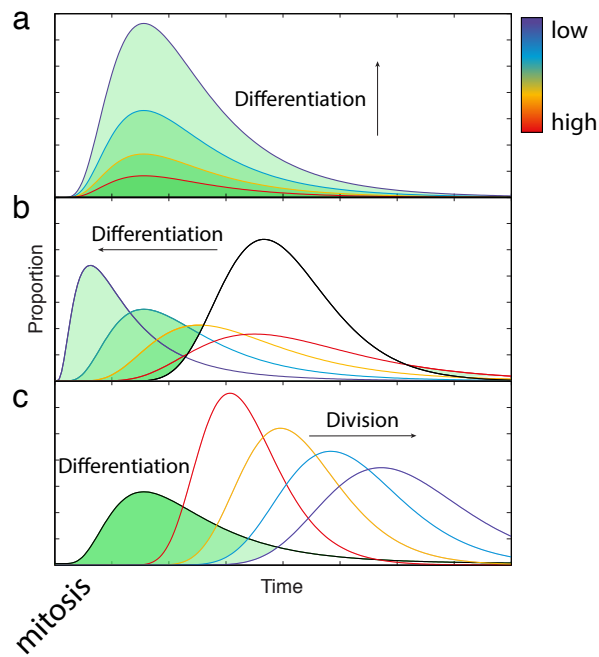 a
low
Differentiation
high
b
Differentiation
Proportion
c
Division
Differentiation
Time
mitosis